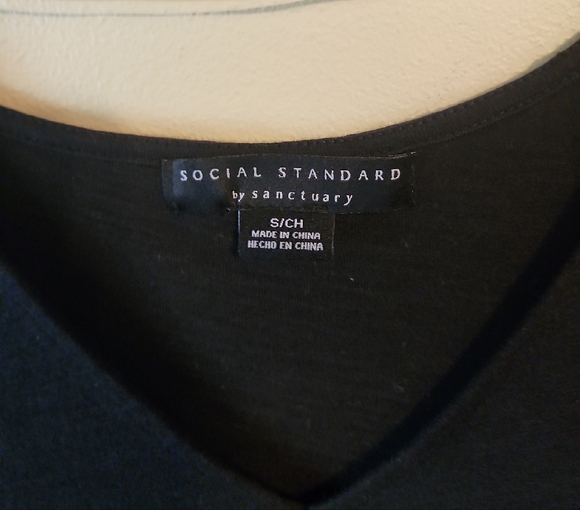 SOCIAL STANDARD
by sanctuary
S/CH
MADE IN CHINA
HECHO EN CHINA